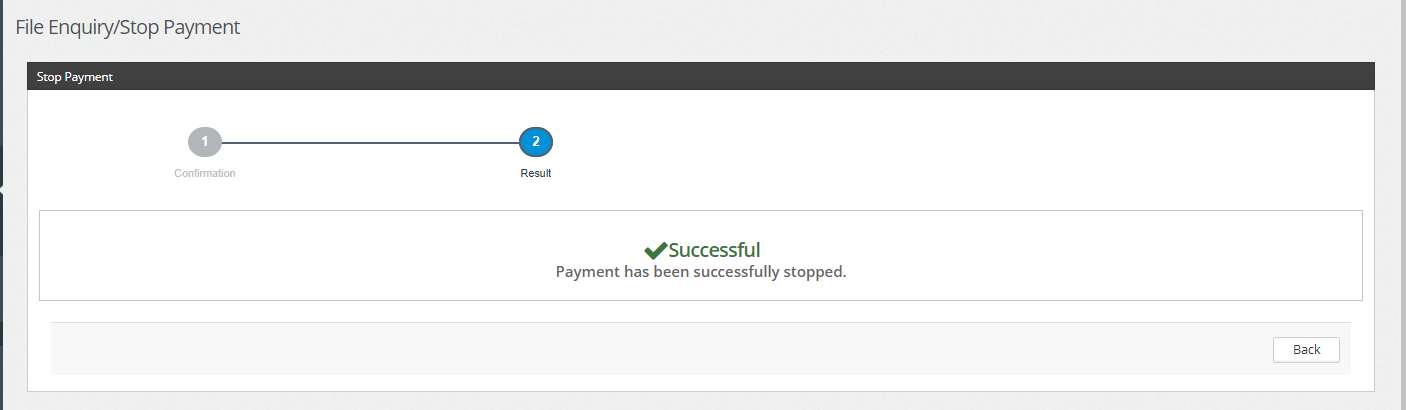 File Enquiry/Stop Payment
Stop Payment
1
2
Confirmation
Result
Successful
Payment has been successfully stopped.
Back